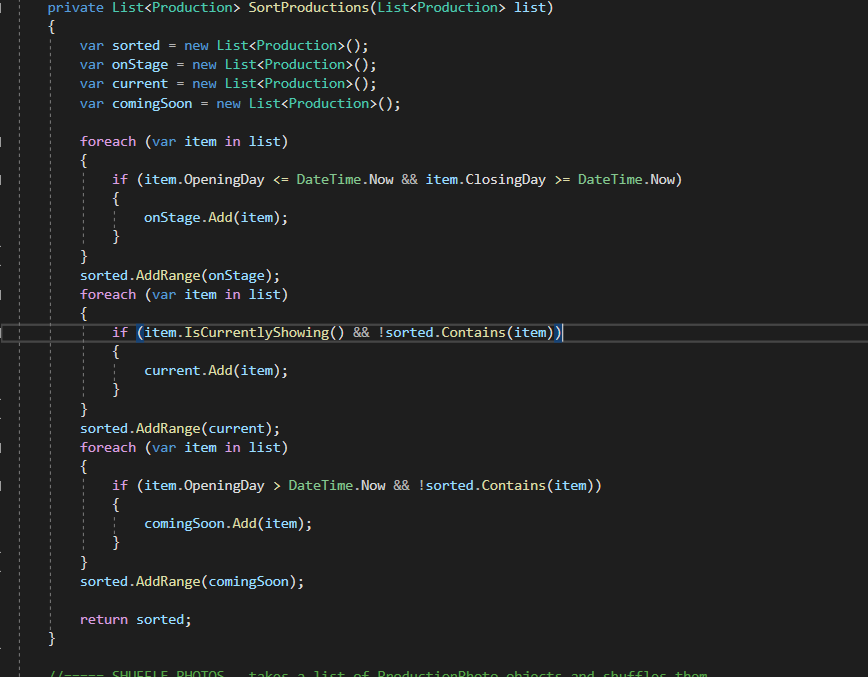 private List<Production> SortProductions(List<Production> list)
{
var sorted = new List<Production>();
var onStage = new List<Production>();
var current = new List<Production>();
var comingSoon = new List<Production>();
foreach (var item in list)
{
if (item.OpeningDay <= DateTime.Now && item.ClosingDay >= DateTime.Now)
{
onStage.Add(item);
}
}
sorted.AddRange(onStage);
foreach (var item in list)
{
if (item.IsCurrentlyShowing() && !sorted.Contains(item))
{
current.Add(item);
}
}
sorted.AddRange(current);
foreach (var item in list)
{
if (item.OpeningDay > DateTime.Now && !sorted.Contains(item))
{
comingSoon.Add(item);
}
}
sorted.AddRange(comingSoon);
return sorted;
}
//===== SHUFFLE PHOTOS - takes a list of ProductionPhoto objects and shuffles them